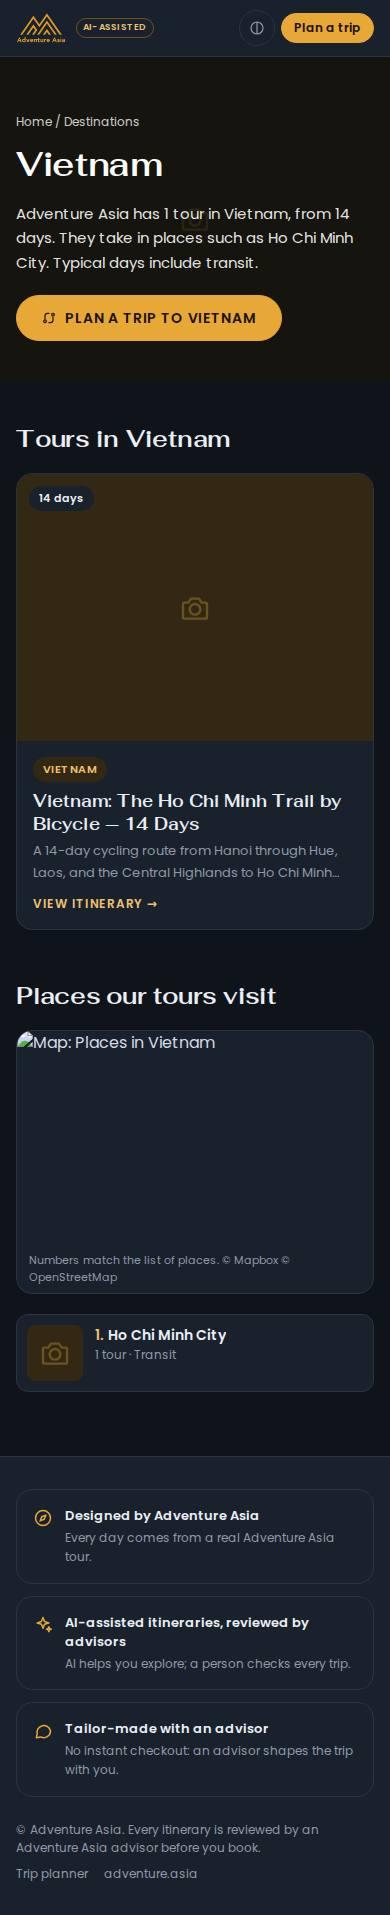 Adventure Asia
AI-ASSISTED
Plan a trip
Home / Destinations
Vietnam
Adventure Asia has 1 tour in Vietnam, from 14
days. They take in places such as Ho Chi Minh
City. Typical days include transit.
PLAN A TRIP TO VIETNAM
Tours in Vietnam
14 days
VIETNAM
Vietnam: The Ho Chi Minh Trail by
Bicycle — 14 Days
A 14-day cycling route from Hanoi through Hue,
Laos, and the Central Highlands to Ho Chi Minh…
VIEW ITINERARY →
Places our tours visit
Map: Places in Vietnam
Numbers match the list of places. © Mapbox ©
OpenStreetMap
1. Ho Chi Minh City
1 tour · Transit
Designed by Adventure Asia
Every day comes from a real Adventure Asia
tour.
AI-assisted itineraries, reviewed by
advisors
AI helps you explore; a person checks every trip.
Tailor-made with an advisor
No instant checkout: an advisor shapes the trip
with you.
© Adventure Asia. Every itinerary is reviewed by an
Adventure Asia advisor before you book.
Trip planner adventure.asia